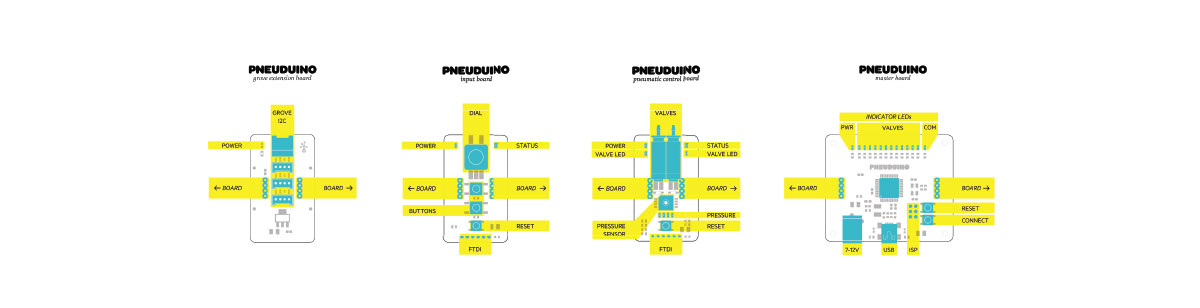 PNEUDUINO
grove extension board
GROVE
I2C
POWER
← BOARD
BOARD →
PNEUDUINO
input board
DIAL
POWER
STATUS
← BOARD
BOARD →
BUTTONS
RESET
FTDI
PNEUDUINO
pneumatic control board
VALVES
POWER
STATUS
VALVE LED
VALVE LED
← BOARD
BOARD →
PRESSURE
PRESSURE
SENSOR
RESET
FTDI
PNEUDUINO
master board
INDICATOR LEDs
PWR
VALVES
COM
PNEUDUINO
← BOARD
BOARD →
RESET
CONNECT
7-12V
USB
ISP